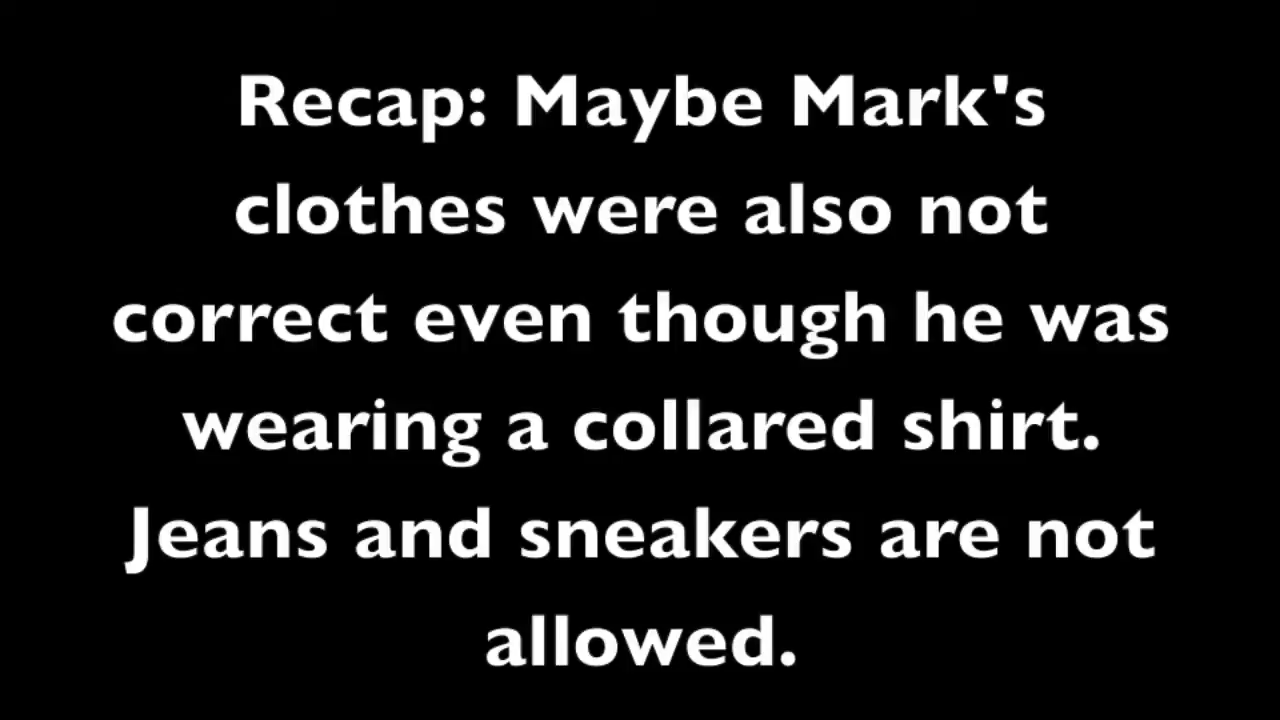 Recap: Maybe Mark's
clothes were also not
correct even though he was
wearing a collared shirt.
Jeans and sneakers are not
allowed.